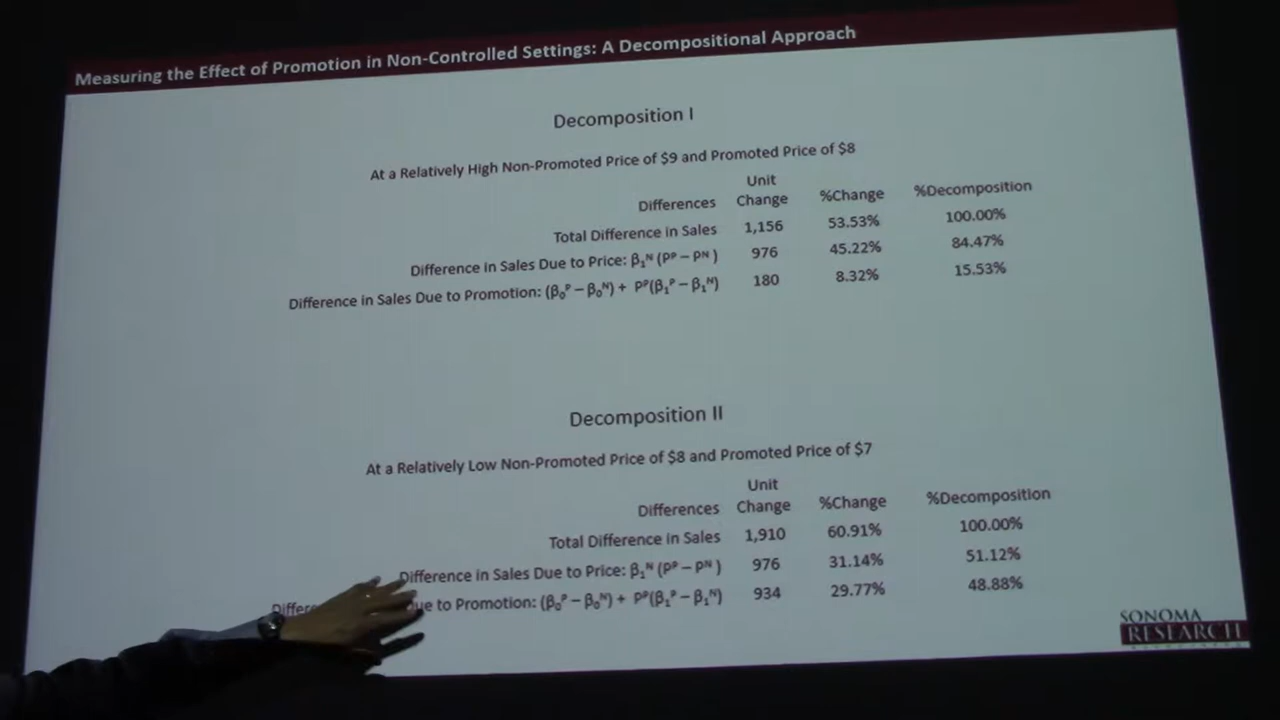 Measuring the Effect of Promotion in Non-Controlled Settings: A Decompositional Approach
Decomposition I
At a Relatively High Non-Promoted Price of $9 and Promoted Price of $8
Differences Unit Change %Change %Decomposition
Total Difference in Sales 1,156 53.53% 100.00%
Difference in Sales Due to Price: β₁ᴺ (Pᴾ – Pᴺ ) 976 45.22% 84.47%
Difference in Sales Due to Promotion: (β₀ᴾ – β₀ᴺ) + Pᴾ(β₁ᴾ – β₁ᴺ) 180 8.32% 15.53%
Decomposition II
At a Relatively Low Non-Promoted Price of $8 and Promoted Price of $7
Differences Unit Change %Change %Decomposition
Total Difference in Sales 1,910 60.91% 100.00%
Difference in Sales Due to Price: β₁ᴺ (Pᴾ – Pᴺ ) 976 31.14% 51.12%
to Promotion: (β₀ᴾ – β₀ᴺ) + Pᴾ(β₁ᴾ – β₁ᴺ) 934 29.77% 48.88%
SONOMA
RESEARCH